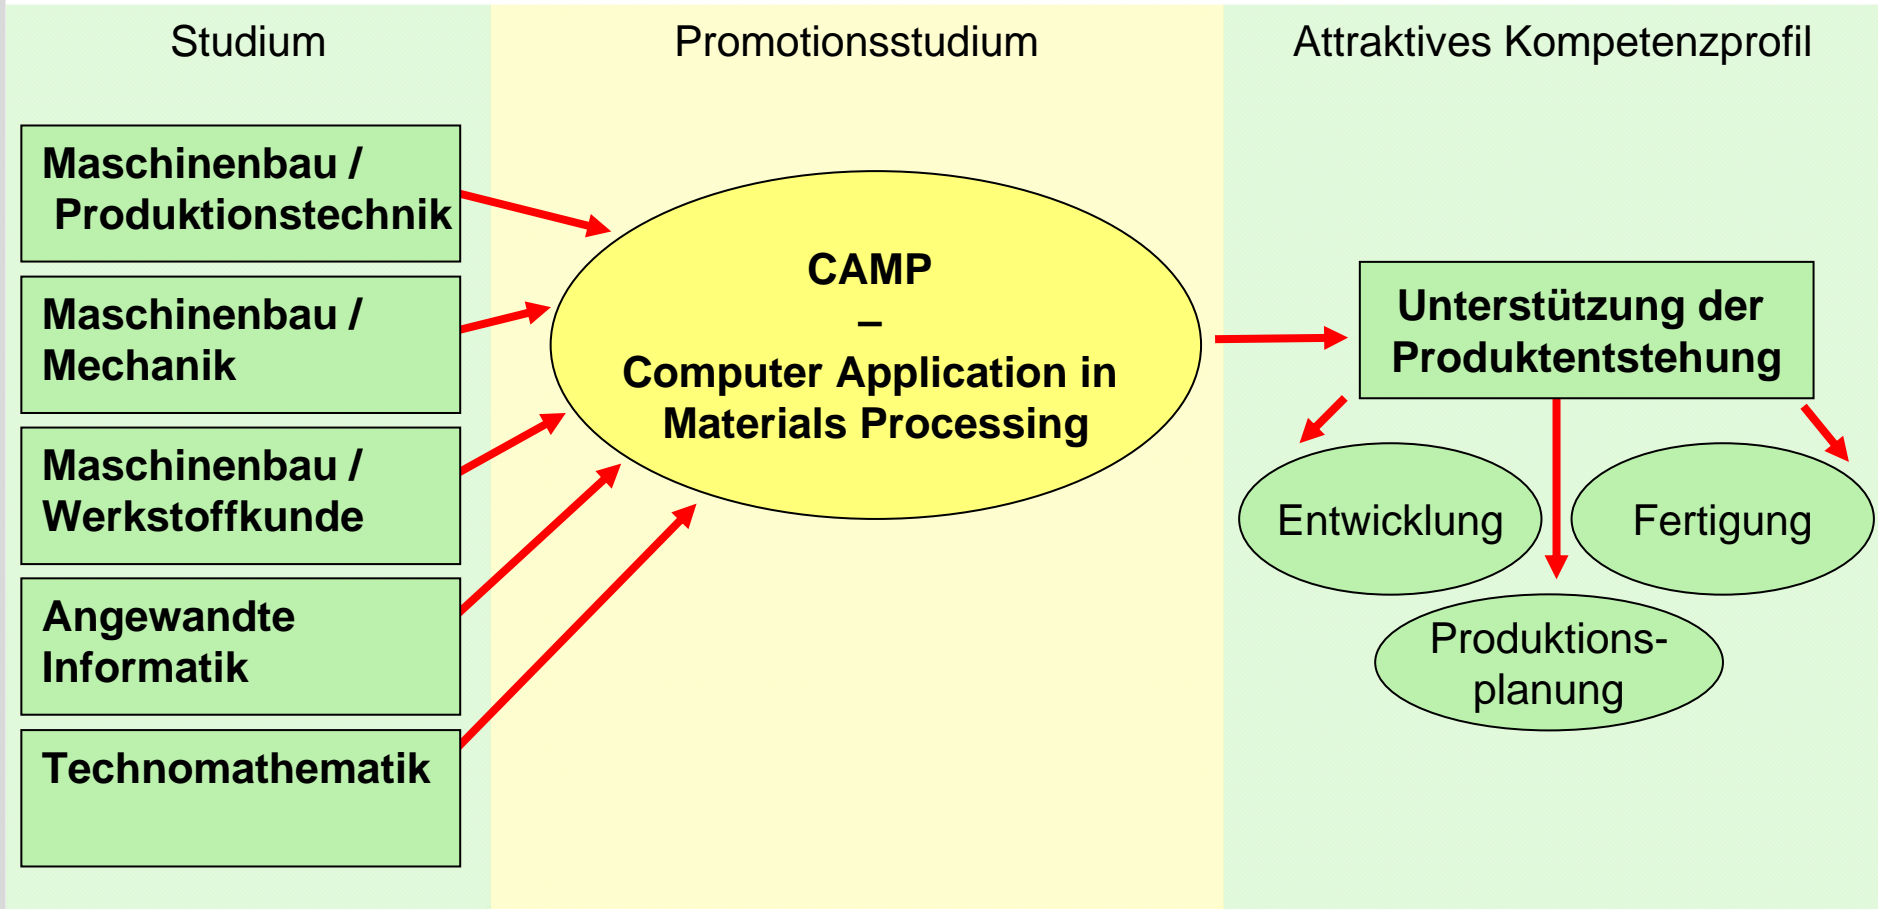 Studium
Promotionsstudium
Attraktives Kompetenzprofil
Maschinenbau /
Produktionstechnik
Maschinenbau /
Mechanik
Maschinenbau /
Werkstoffkunde
Angewandte
Informatik
Technomathematik
CAMP
–
Computer Application in
Materials Processing
Unterstützung der
Produktentstehung
Entwicklung
Fertigung
Produktions-
planung